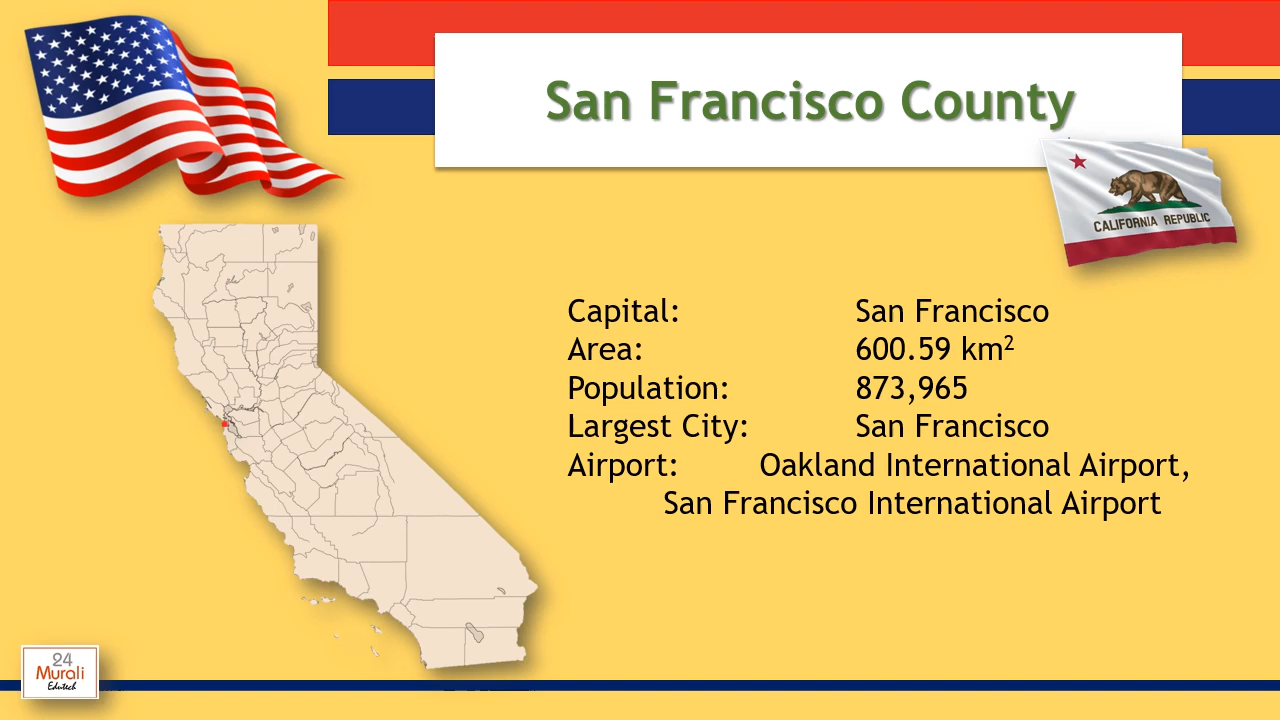 San Francisco County
CALIFORNIA REPUBLIC
Capital: San Francisco
Area: 600.59 km²
Population: 873,965
Largest City: San Francisco
Airport: Oakland International Airport,
San Francisco International Airport
24
Murali
Edutech